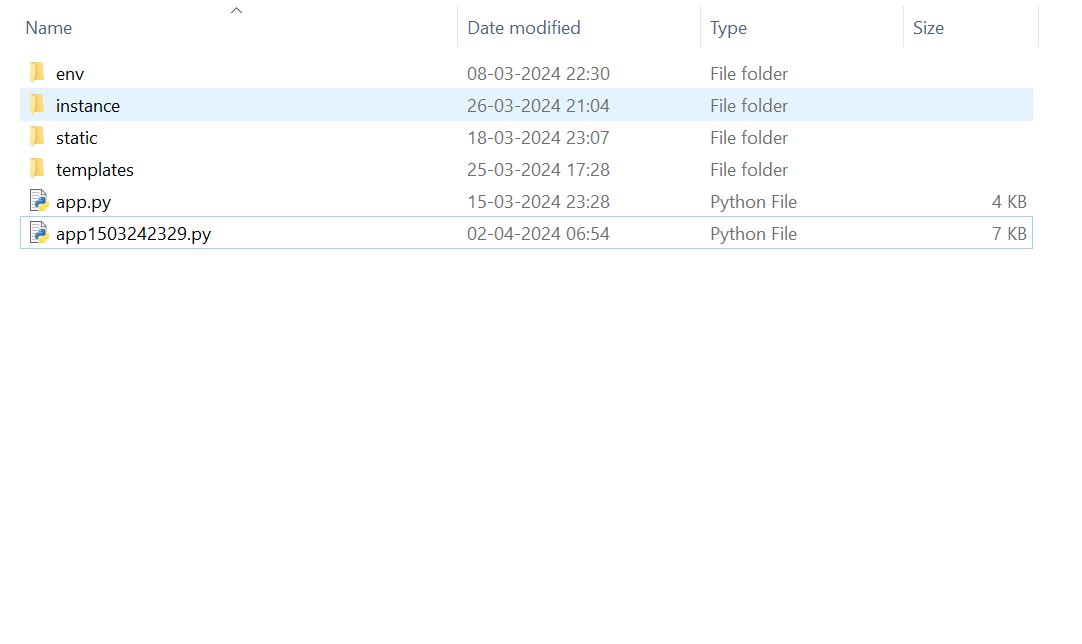 Name Date modified Type Size
env 08-03-2024 22:30 File folder
instance 26-03-2024 21:04 File folder
static 18-03-2024 23:07 File folder
templates 25-03-2024 17:28 File folder
app.py 15-03-2024 23:28 Python File 4 KB
app1503242329.py 02-04-2024 06:54 Python File 7 KB